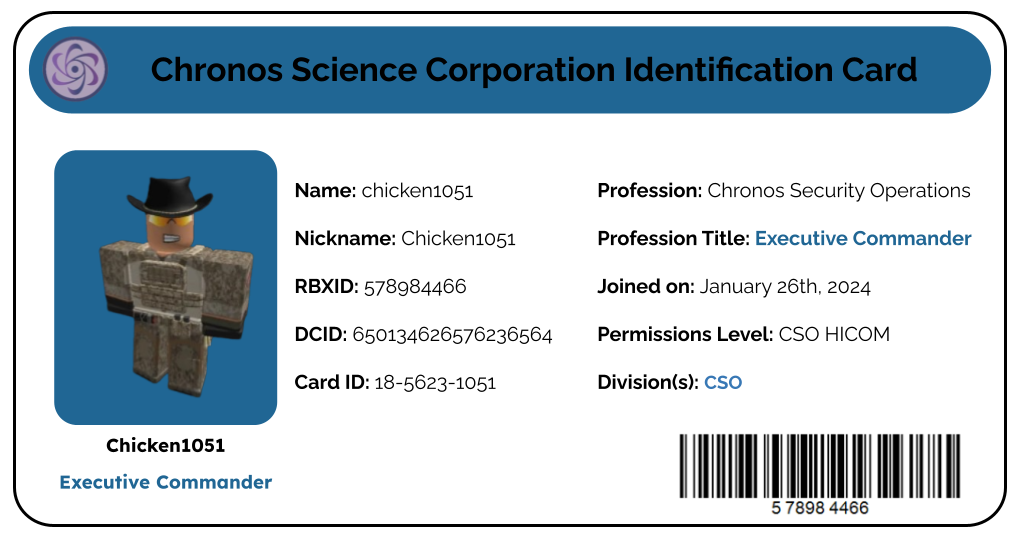 Chronos Science Corporation Identification Card
Name: chicken1051
Nickname: Chicken1051
RBXID: 578984466
DCID: 650134626576236564
Card ID: 18-5623-1051
Profession: Chronos Security Operations
Profession Title: Executive Commander
Joined on: January 26th, 2024
Permissions Level: CSO HICOM
Division(s): CSO
Chicken1051
Executive Commander
5 7898 4466